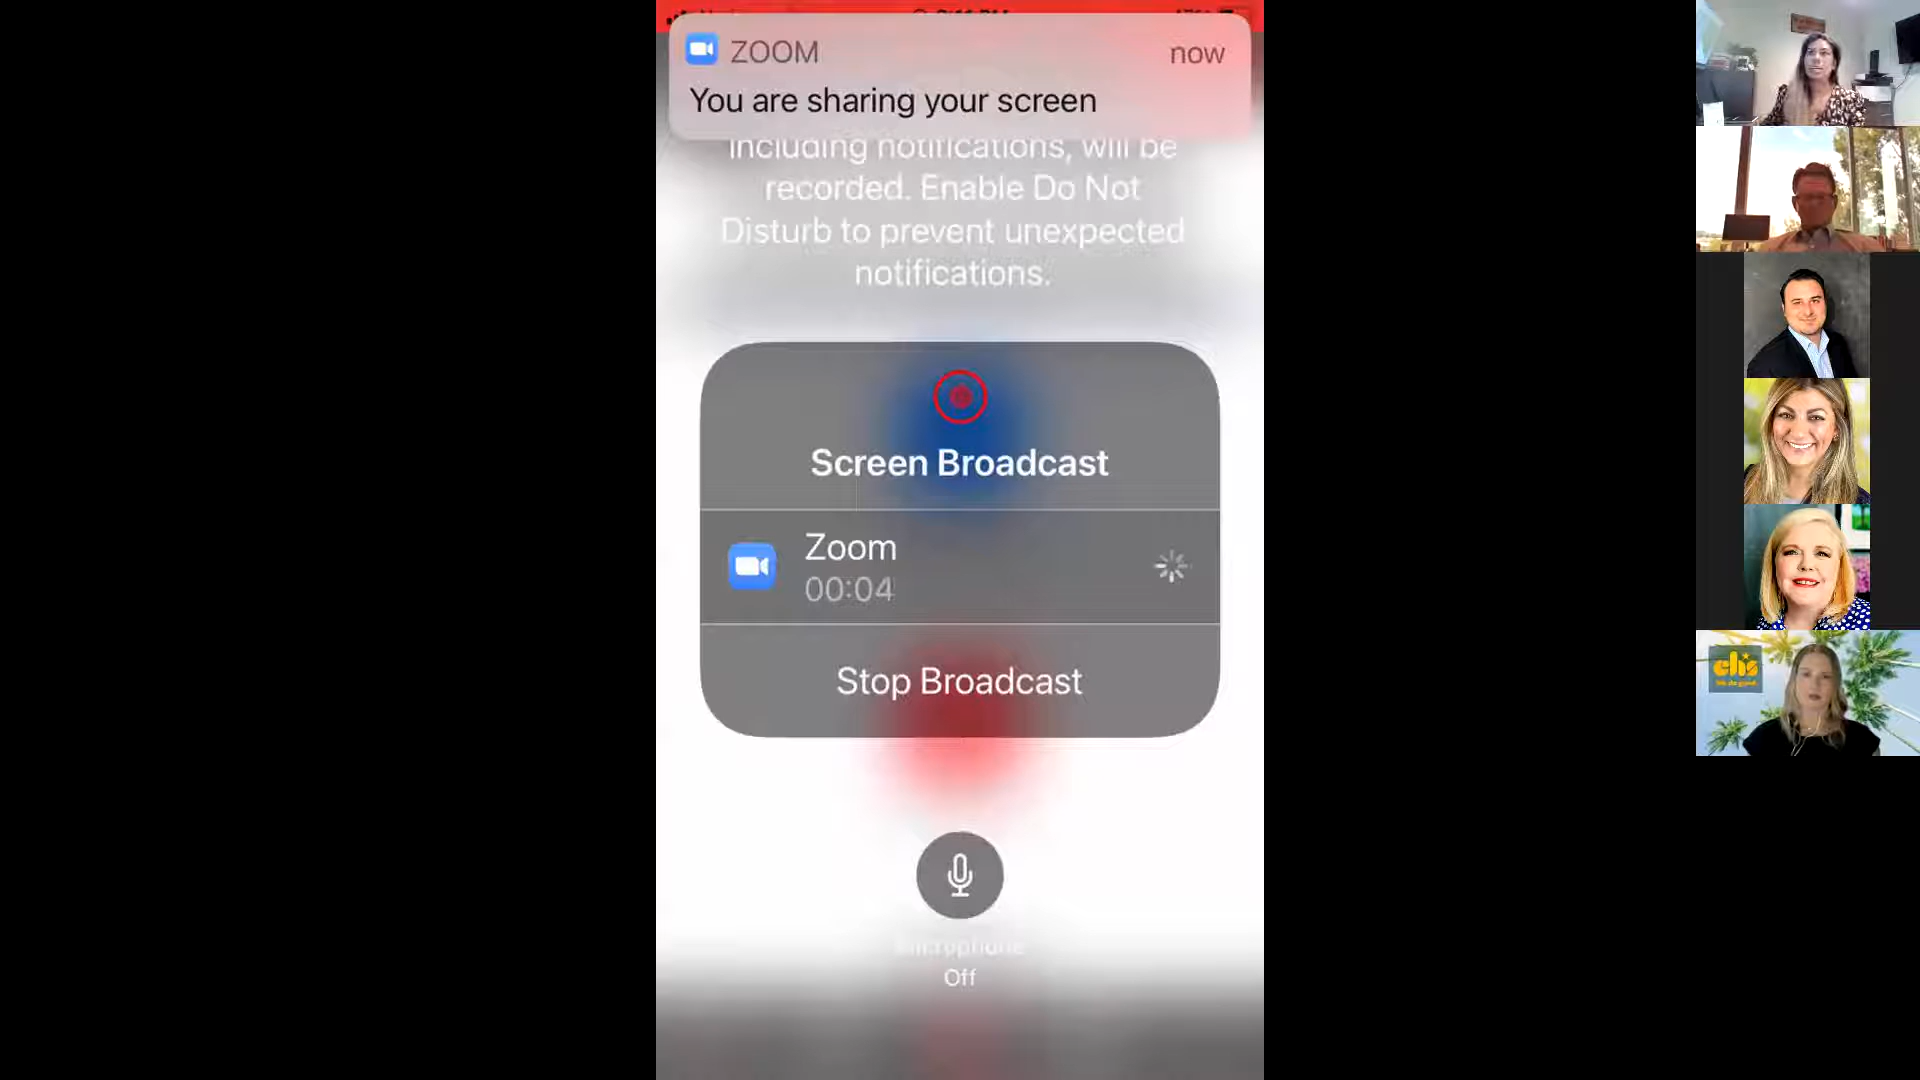 ZOOM
now
You are sharing your screen
including notifications, will be
recorded. Enable Do Not
Disturb to prevent unexpected
notifications.
Screen Broadcast
Zoom
00:04
Stop Broadcast
Microphone
Off